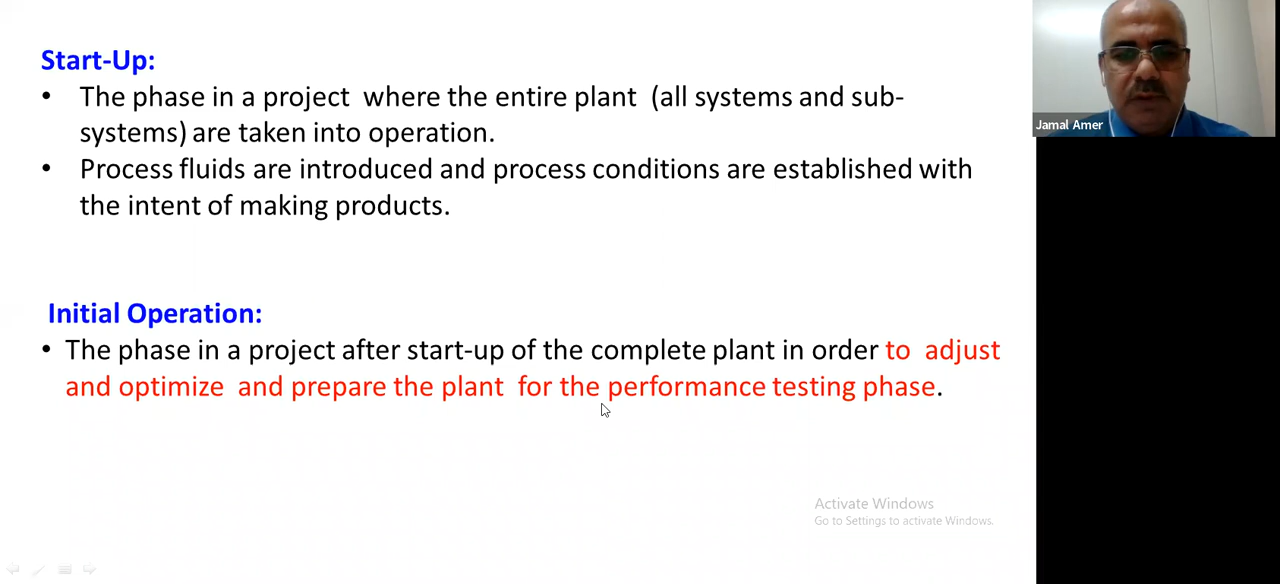 Start-Up:
• The phase in a project where the entire plant (all systems and sub-
systems) are taken into operation.
• Process fluids are introduced and process conditions are established with
the intent of making products.
Initial Operation:
• The phase in a project after start-up of the complete plant in order to adjust
and optimize and prepare the plant for the performance testing phase.
Activate Windows
Go to Settings to activate Windows.
Jamal Amer